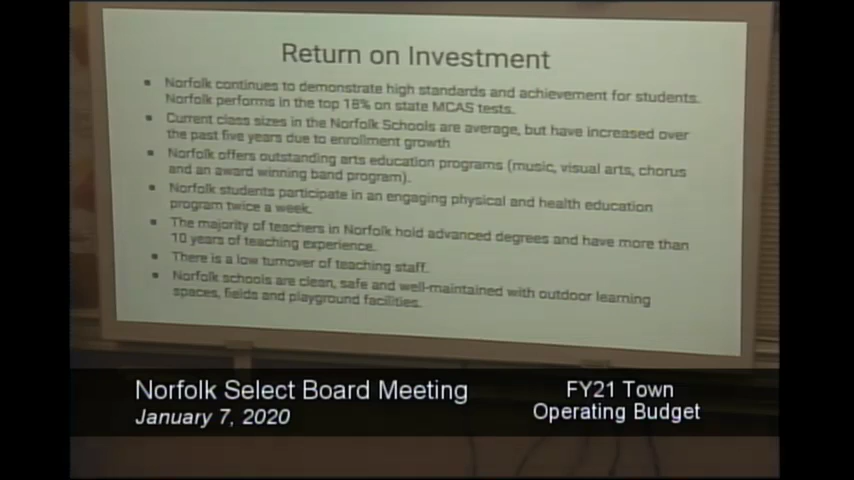 Return on Investment
▪ Norfolk continues to demonstrate high standards and achievement for students.
Norfolk performs in the top 18% on state MCAS tests.
▪ Current class sizes in the Norfolk Schools are average, but have increased over
the past five years due to enrollment growth
▪ Norfolk offers outstanding arts education programs (music, visual arts, chorus
and an award winning band program).
▪ Norfolk students participate in an engaging physical and health education
program twice a week.
▪ The majority of teachers in Norfolk hold advanced degrees and have more than
10 years of teaching experience.
▪ There is a low turnover of teaching staff.
▪ Norfolk schools are clean, safe and well-maintained with outdoor learning
spaces, fields and playground facilities.
Norfolk Select Board Meeting
January 7, 2020
FY21 Town
Operating Budget